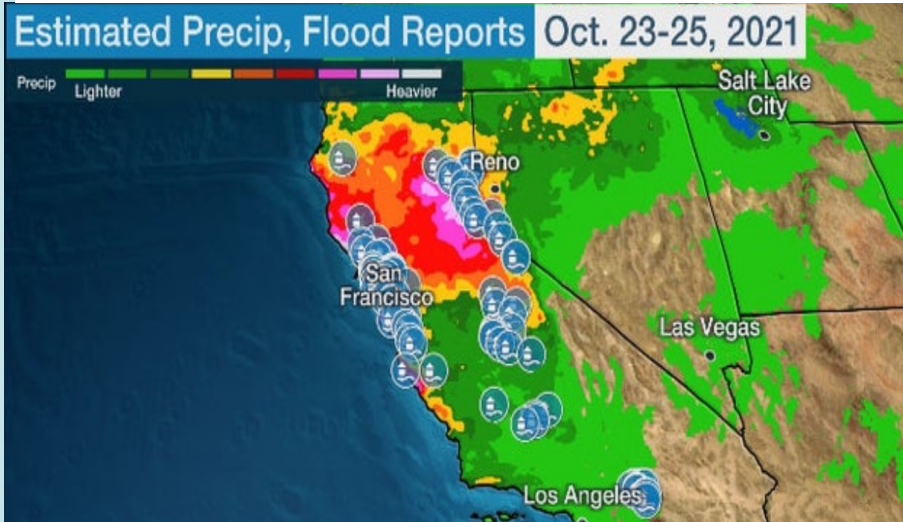 Estimated Precip, Flood Reports
Oct. 23-25, 2021
Precip
Lighter
Heavier
Salt Lake
City
Reno
San
Francisco
Las Vegas
Los Angeles